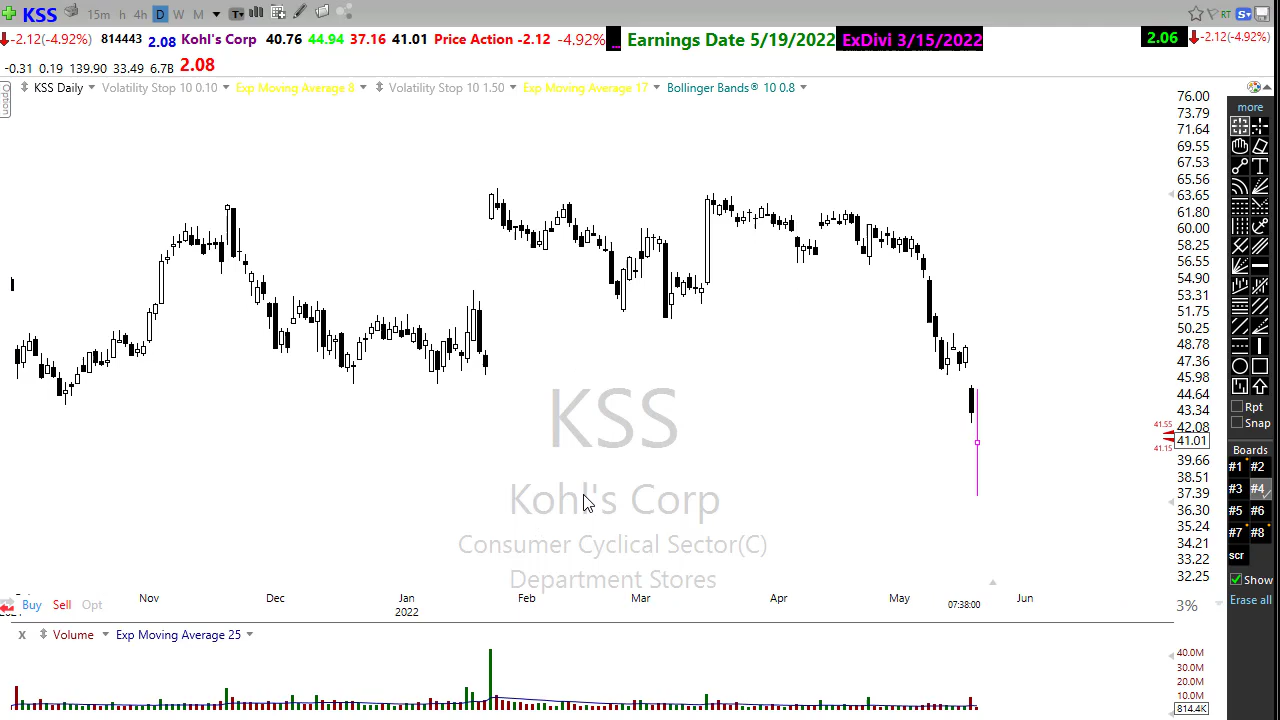 KSS 15m h 4h D W M T RT S
-2.12(-4.92%) 814443 2.08 Kohl's Corp 40.76 44.94 37.16 41.01 Price Action -2.12 -4.92% ... Earnings Date 5/19/2022 ExDivi 3/15/2022 2.06 -2.12(-4.92%)
-0.31 0.19 139.90 33.49 6.7B 2.08
Option
KSS Daily Volatility Stop 10 0.10 Exp Moving Average 8 Volatility Stop 10 1.50 Exp Moving Average 17 Bollinger Bands® 10 0.8
76.00
73.79
71.64
69.55
67.53
65.56
63.65
61.80
60.00
58.25
56.55
54.90
53.31
51.75
50.25
48.78
47.36
45.98
44.64
43.34
42.08
41.55
41.01
41.15
39.66
38.51
37.39
36.30
35.24
34.21
33.22
32.25
3%
KSS
Kohl's Corp
Consumer Cyclical Sector(C)
Department Stores
Nov Dec Jan Feb Mar Apr May Jun
2022
07:38:00
Buy Sell Opt
X Volume Exp Moving Average 25
40.0M
30.0M
20.0M
10.0M
814.4K
more
T
Rpt
Snap
Boards
#1 #2
#3 #4
#5 #6
#7 #8
scr
Show
Erase all